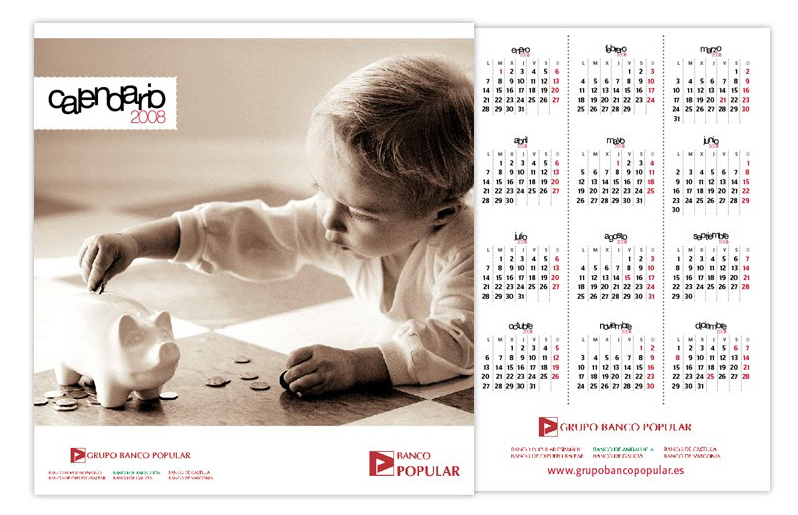 calendario
2008
GRUPO BANCO POPULAR
BANCO DE CASTILLA
BANCO DE CREDITO BALEAR BANCO DE GALICIA BANCO DE VASCONIA
BANCO
POPULAR
enero
2008
L M X J V S D
1 2 3 4 5 6
7 8 9 10 11 12 13
14 15 16 17 18 19 20
21 22 23 24 25 26 27
28 29 30 31
febrero
2008
L M X J V S D
1 2 3
4 5 6 7 8 9 10
11 12 13 14 15 16 17
18 19 20 21 22 23 24
25 26 27 28 29
marzo
2008
L M X J V S D
1 2
3 4 5 6 7 8 9
10 11 12 13 14 15 16
17 18 19 20 21 22 23
24 25 26 27 28 29 30
31
abril
2008
L M X J V S D
1 2 3 4 5 6
7 8 9 10 11 12 13
14 15 16 17 18 19 20
21 22 23 24 25 26 27
28 29 30
mayo
2008
L M X J V S D
1 2 3 4
5 6 7 8 9 10 11
12 13 14 15 16 17 18
19 20 21 22 23 24 25
26 27 28 29 30 31
junio
2008
L M X J V S D
1
2 3 4 5 6 7 8
9 10 11 12 13 14 15
16 17 18 19 20 21 22
23 24 25 26 27 28 29
30
julio
2008
L M X J V S D
1 2 3 4 5 6
7 8 9 10 11 12 13
14 15 16 17 18 19 20
21 22 23 24 25 26 27
28 29 30 31
agosto
2008
L M X J V S D
1 2 3
4 5 6 7 8 9 10
11 12 13 14 15 16 17
18 19 20 21 22 23 24
25 26 27 28 29 30 31
septiembre
2008
L M X J V S D
1 2 3 4 5 6 7
8 9 10 11 12 13 14
15 16 17 18 19 20 21
22 23 24 25 26 27 28
29 30
octubre
2008
L M X J V S D
1 2 3 4 5
6 7 8 9 10 11 12
13 14 15 16 17 18 19
20 21 22 23 24 25 26
27 28 29 30 31
noviembre
2008
L M X J V S D
1 2
3 4 5 6 7 8 9
10 11 12 13 14 15 16
17 18 19 20 21 22 23
24 25 26 27 28 29 30
diciembre
2008
L M X J V S D
1 2 3 4 5 6 7
8 9 10 11 12 13 14
15 16 17 18 19 20 21
22 23 24 25 26 27 28
29 30 31
GRUPO BANCO POPULAR
BANCO POPULAR ESPAÑOL BANCO DE ANDALUCIA BANCO DE CASTILLA
BANCO DE CREDITO BALEAR BANCO DE GALICIA BANCO DE VASCONIA
www.grupobancopopular.es